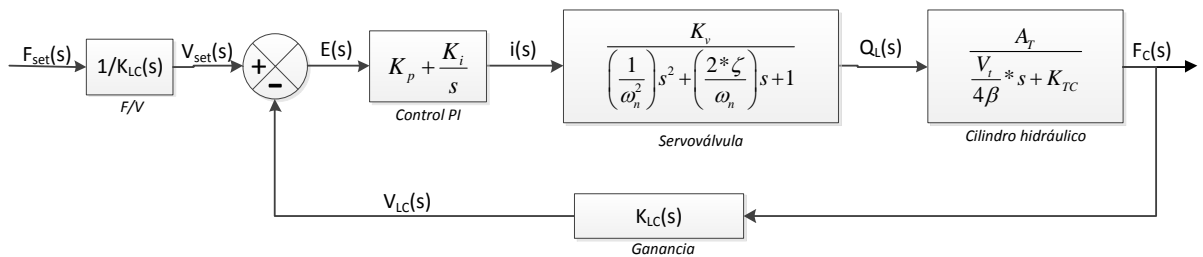 F_set(s)
1/K_LC(s)
F/V
V_set(s)
+
-
E(s)
K_p + K_i / s
Control PI
i(s)
K_v / ((1/ω_n^2) s^2 + (2*ζ/ω_n) s + 1)
Servoválvula
Q_L(s)
A_T / (V_t/4β * s + K_TC)
Cilindro hidráulico
F_C(s)
V_LC(s)
K_LC(s)
Ganancia